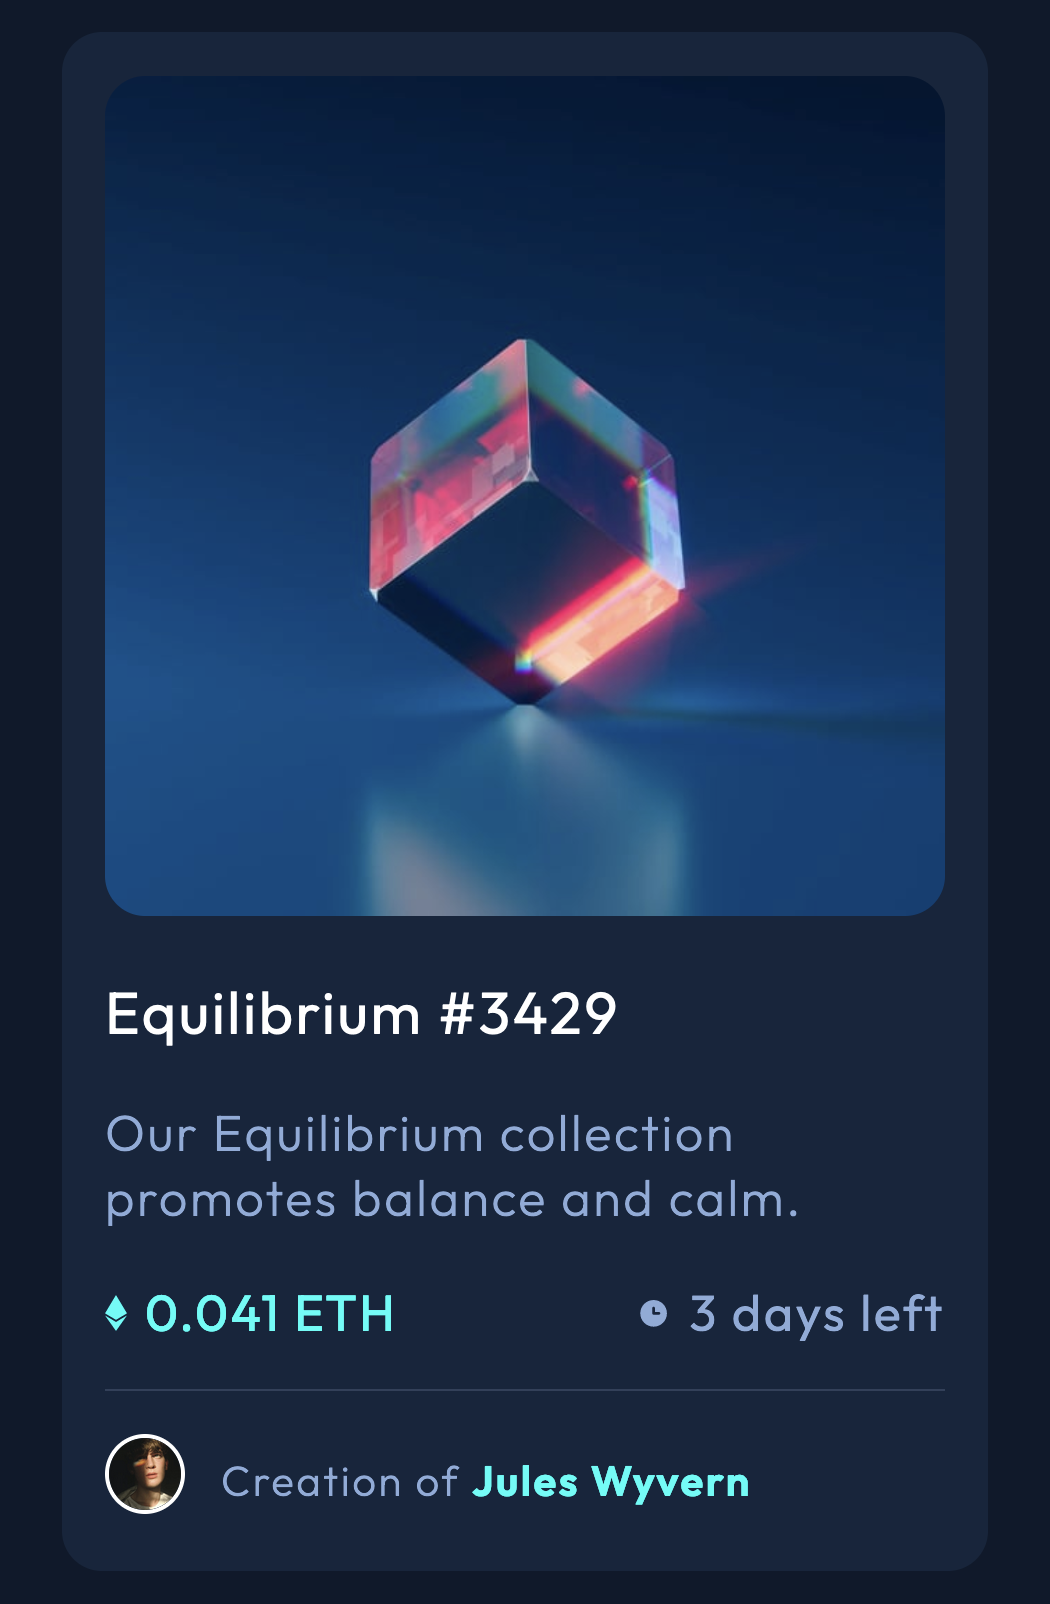 Equilibrium #3429
Our Equilibrium collection
promotes balance and calm.
0.041 ETH
3 days left
Creation of Jules Wyvern